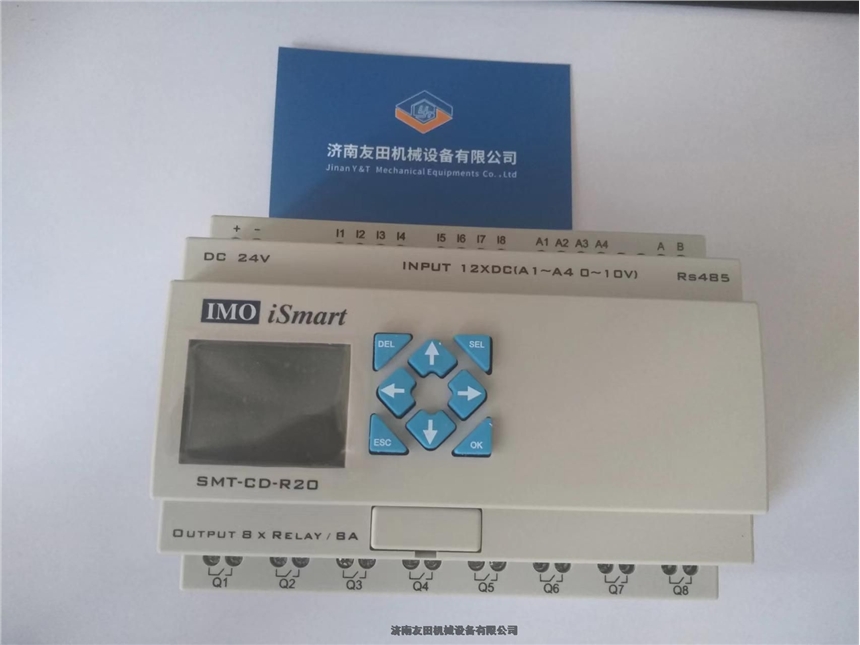 济南友田机械设备有限公司
Jinan Y&T Mechanical Equipments Co.,Ltd
+ - I1 I2 I3 I4 I5 I6 I7 I8 A1 A2 A3 A4 A B
DC 24V INPUT 12XDC(A1~A4 0~10V) Rs485
IMO iSmart
DEL SEL
ESC OK
SMT-CD-R20
OUTPUT 8 X RELAY / 8A
Q1 Q2 Q3 Q4 Q5 Q6 Q7 Q8
济南友田机械设备有限公司